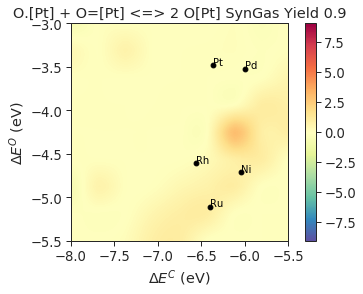 O.[Pt] + O=[Pt] <=> 2 O[Pt] SynGas Yield 0.9
ΔE^O (eV)
−3.0
−3.5
−4.0
−4.5
−5.0
−5.5
Pt
Pd
Rh
Ni
Ru
−8.0 −7.5 −7.0 −6.5 −6.0 −5.5
ΔE^C (eV)
7.5
5.0
2.5
0.0
−2.5
−5.0
−7.5